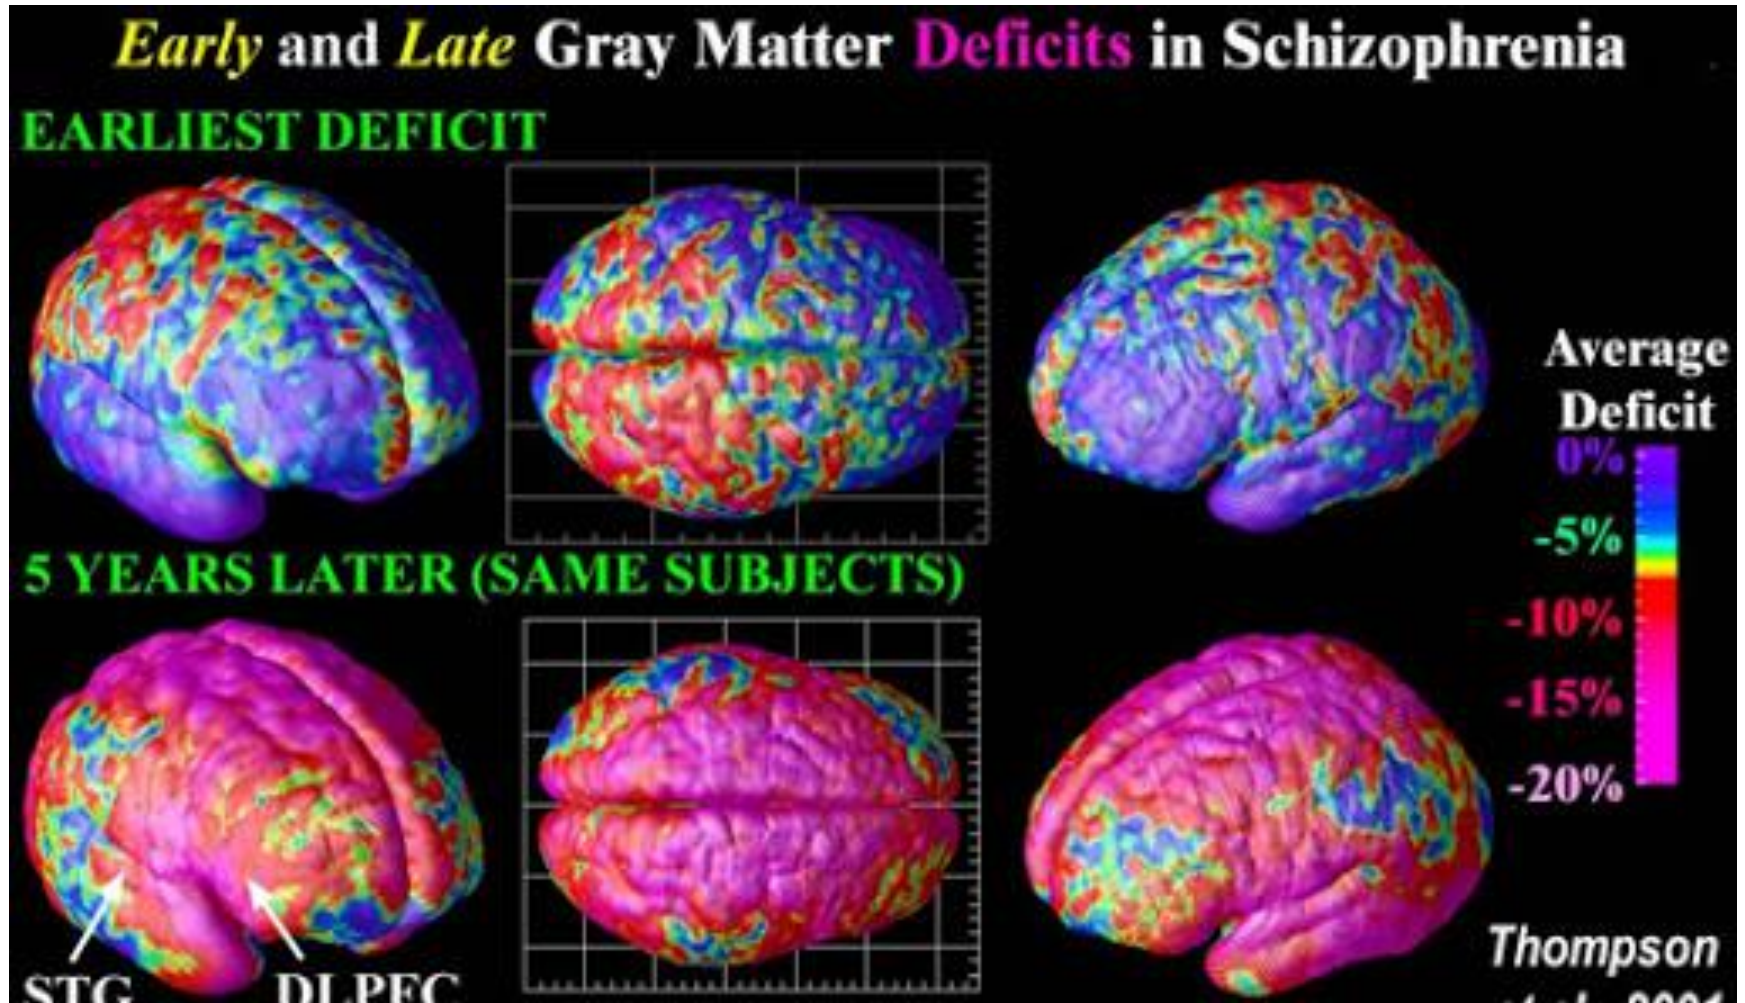 Early and Late Gray Matter Deficits in Schizophrenia
EARLIEST DEFICIT
Average
Deficit
0%
-5%
-10%
-15%
-20%
5 YEARS LATER (SAME SUBJECTS)
STG
DLPFC
Thompson